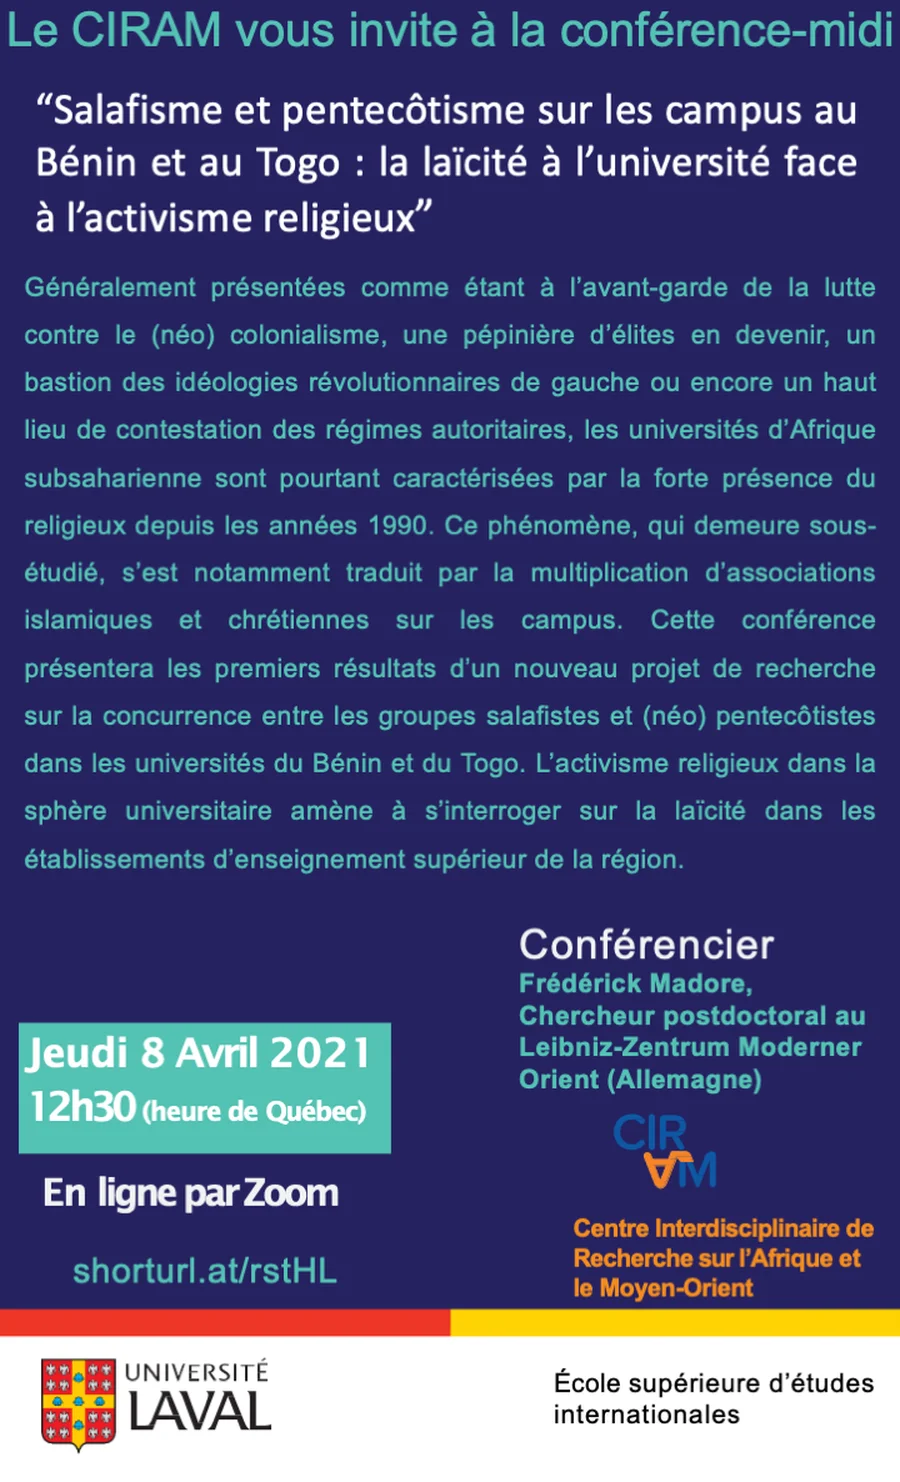 Le CIRAM vous invite à la conférence-midi
“Salafisme et pentecôtisme sur les campus au
Bénin et au Togo : la laïcité à l’université face
à l’activisme religieux”
Généralement présentées comme étant à l’avant-garde de la lutte
contre le (néo) colonialisme, une pépinière d’élites en devenir, un
bastion des idéologies révolutionnaires de gauche ou encore un haut
lieu de contestation des régimes autoritaires, les universités d’Afrique
subsaharienne sont pourtant caractérisées par la forte présence du
religieux depuis les années 1990. Ce phénomène, qui demeure sous-
étudié, s’est notamment traduit par la multiplication d’associations
islamiques et chrétiennes sur les campus. Cette conférence
présentera les premiers résultats d’un nouveau projet de recherche
sur la concurrence entre les groupes salafistes et (néo) pentecôtistes
dans les universités du Bénin et du Togo. L’activisme religieux dans la
sphère universitaire amène à s’interroger sur la laïcité dans les
établissements d’enseignement supérieur de la région.
Conférencier
Frédérick Madore,
Chercheur postdoctoral au
Leibniz-Zentrum Moderner
Orient (Allemagne)
Jeudi 8 Avril 2021
12h30 (heure de Québec)
En ligne par Zoom
shorturl.at/rstHL
CIR
AM
Centre Interdisciplinaire de
Recherche sur l’Afrique et
le Moyen-Orient
UNIVERSITÉ
LAVAL
École supérieure d’études
internationales